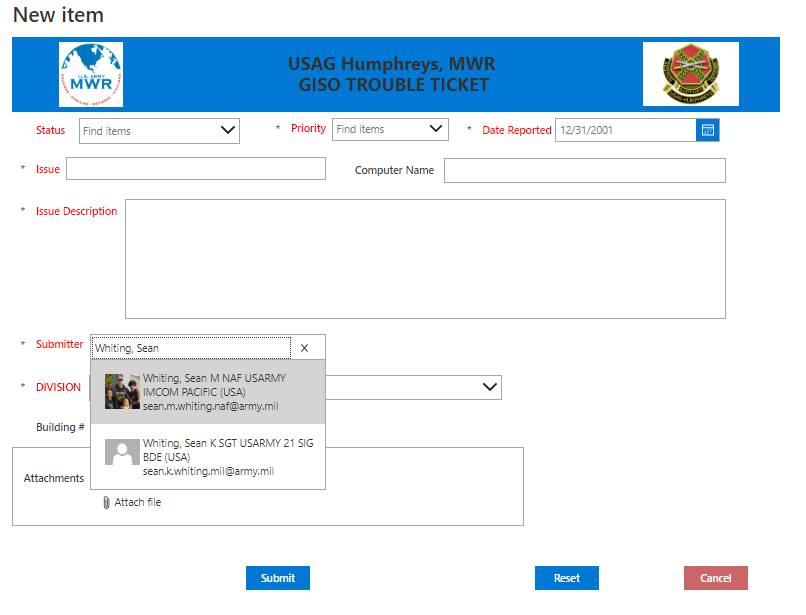 New item
U.S. ARMY
MWR
USAG Humphreys, MWR
GISO TROUBLE TICKET
Status
Find items
* Priority
Find items
* Date Reported
12/31/2001
* Issue
Computer Name
* Issue Description
* Submitter
Whiting, Sean
X
Whiting, Sean M NAF USARMY
IMCOM PACIFIC (USA)
sean.m.whiting.naf@army.mil
* DIVISION
Building #
Whiting, Sean K SGT USARMY 21 SIG
BDE (USA)
sean.k.whiting.mil@army.mil
Attachments
Attach file
Submit
Reset
Cancel